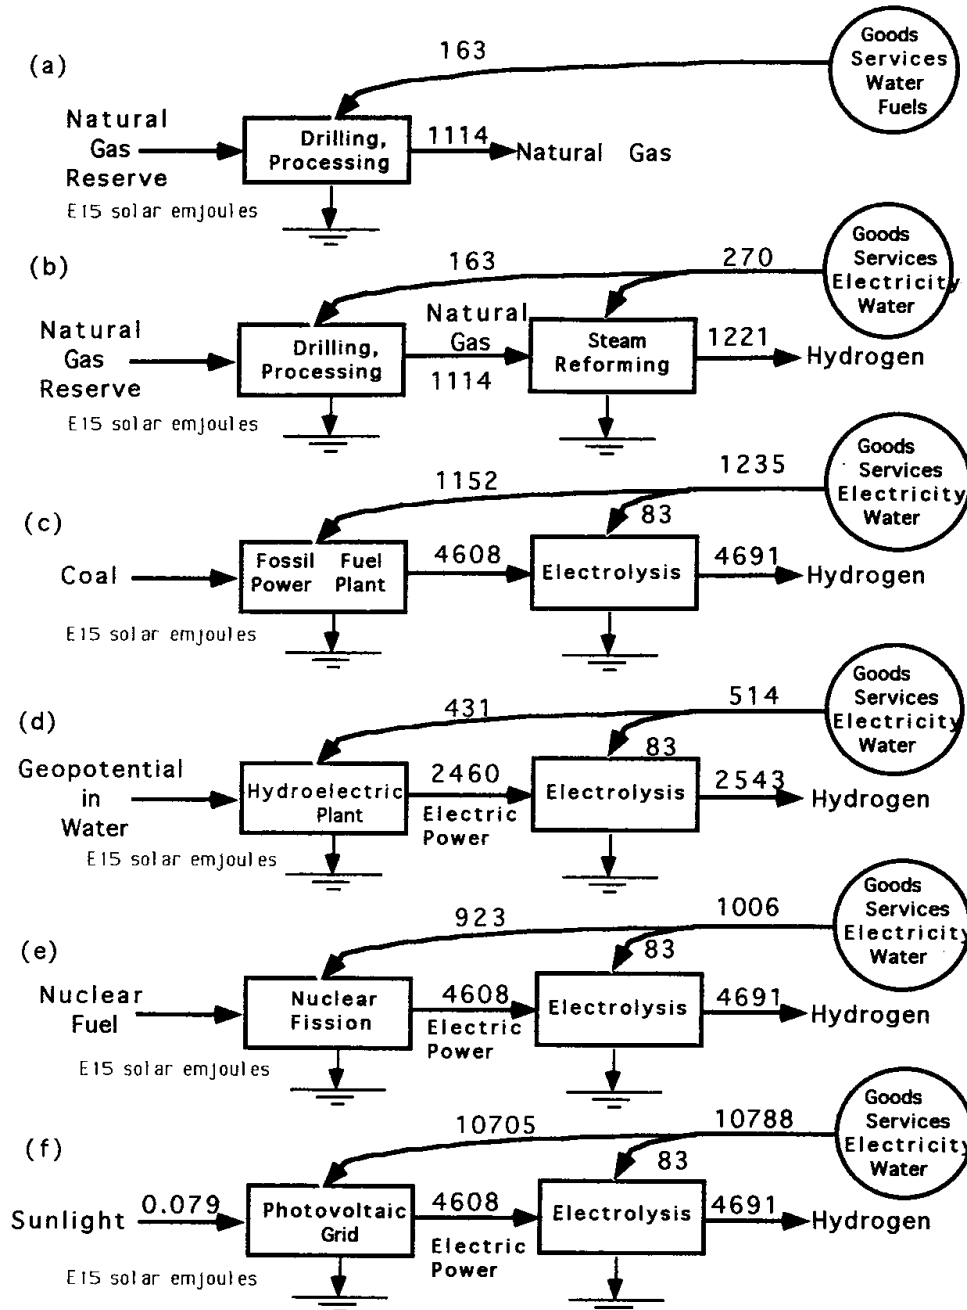 (a)
163
Goods
Services
Water
Fuels
Natural
Gas
Reserve
Drilling,
Processing
1114
Natural Gas
E15 solar emjoules
(b)
163
270
Goods
Services
Electricity
Water
Natural
Gas
Reserve
Drilling,
Processing
Natural
Gas
1114
Steam
Reforming
1221
Hydrogen
E15 solar emjoules
(c)
1152
1235
83
Goods
Services
Electricity
Water
Coal
Fossil Fuel
Power Plant
4608
Electrolysis
4691
Hydrogen
E15 solar emjoules
(d)
431
514
83
Goods
Services
Electricity
Water
Geopotential
in
Water
Hydroelectric
Plant
2460
Electric
Power
Electrolysis
2543
Hydrogen
E15 solar emjoules
(e)
923
1006
83
Goods
Services
Electricity
Water
Nuclear
Fuel
Nuclear
Fission
4608
Electric
Power
Electrolysis
4691
Hydrogen
E15 solar emjoules
(f)
10705
10788
83
Goods
Services
Electricity
Water
Sunlight
0.079
Photovoltaic
Grid
4608
Electric
Power
Electrolysis
4691
Hydrogen
E15 solar emjoules